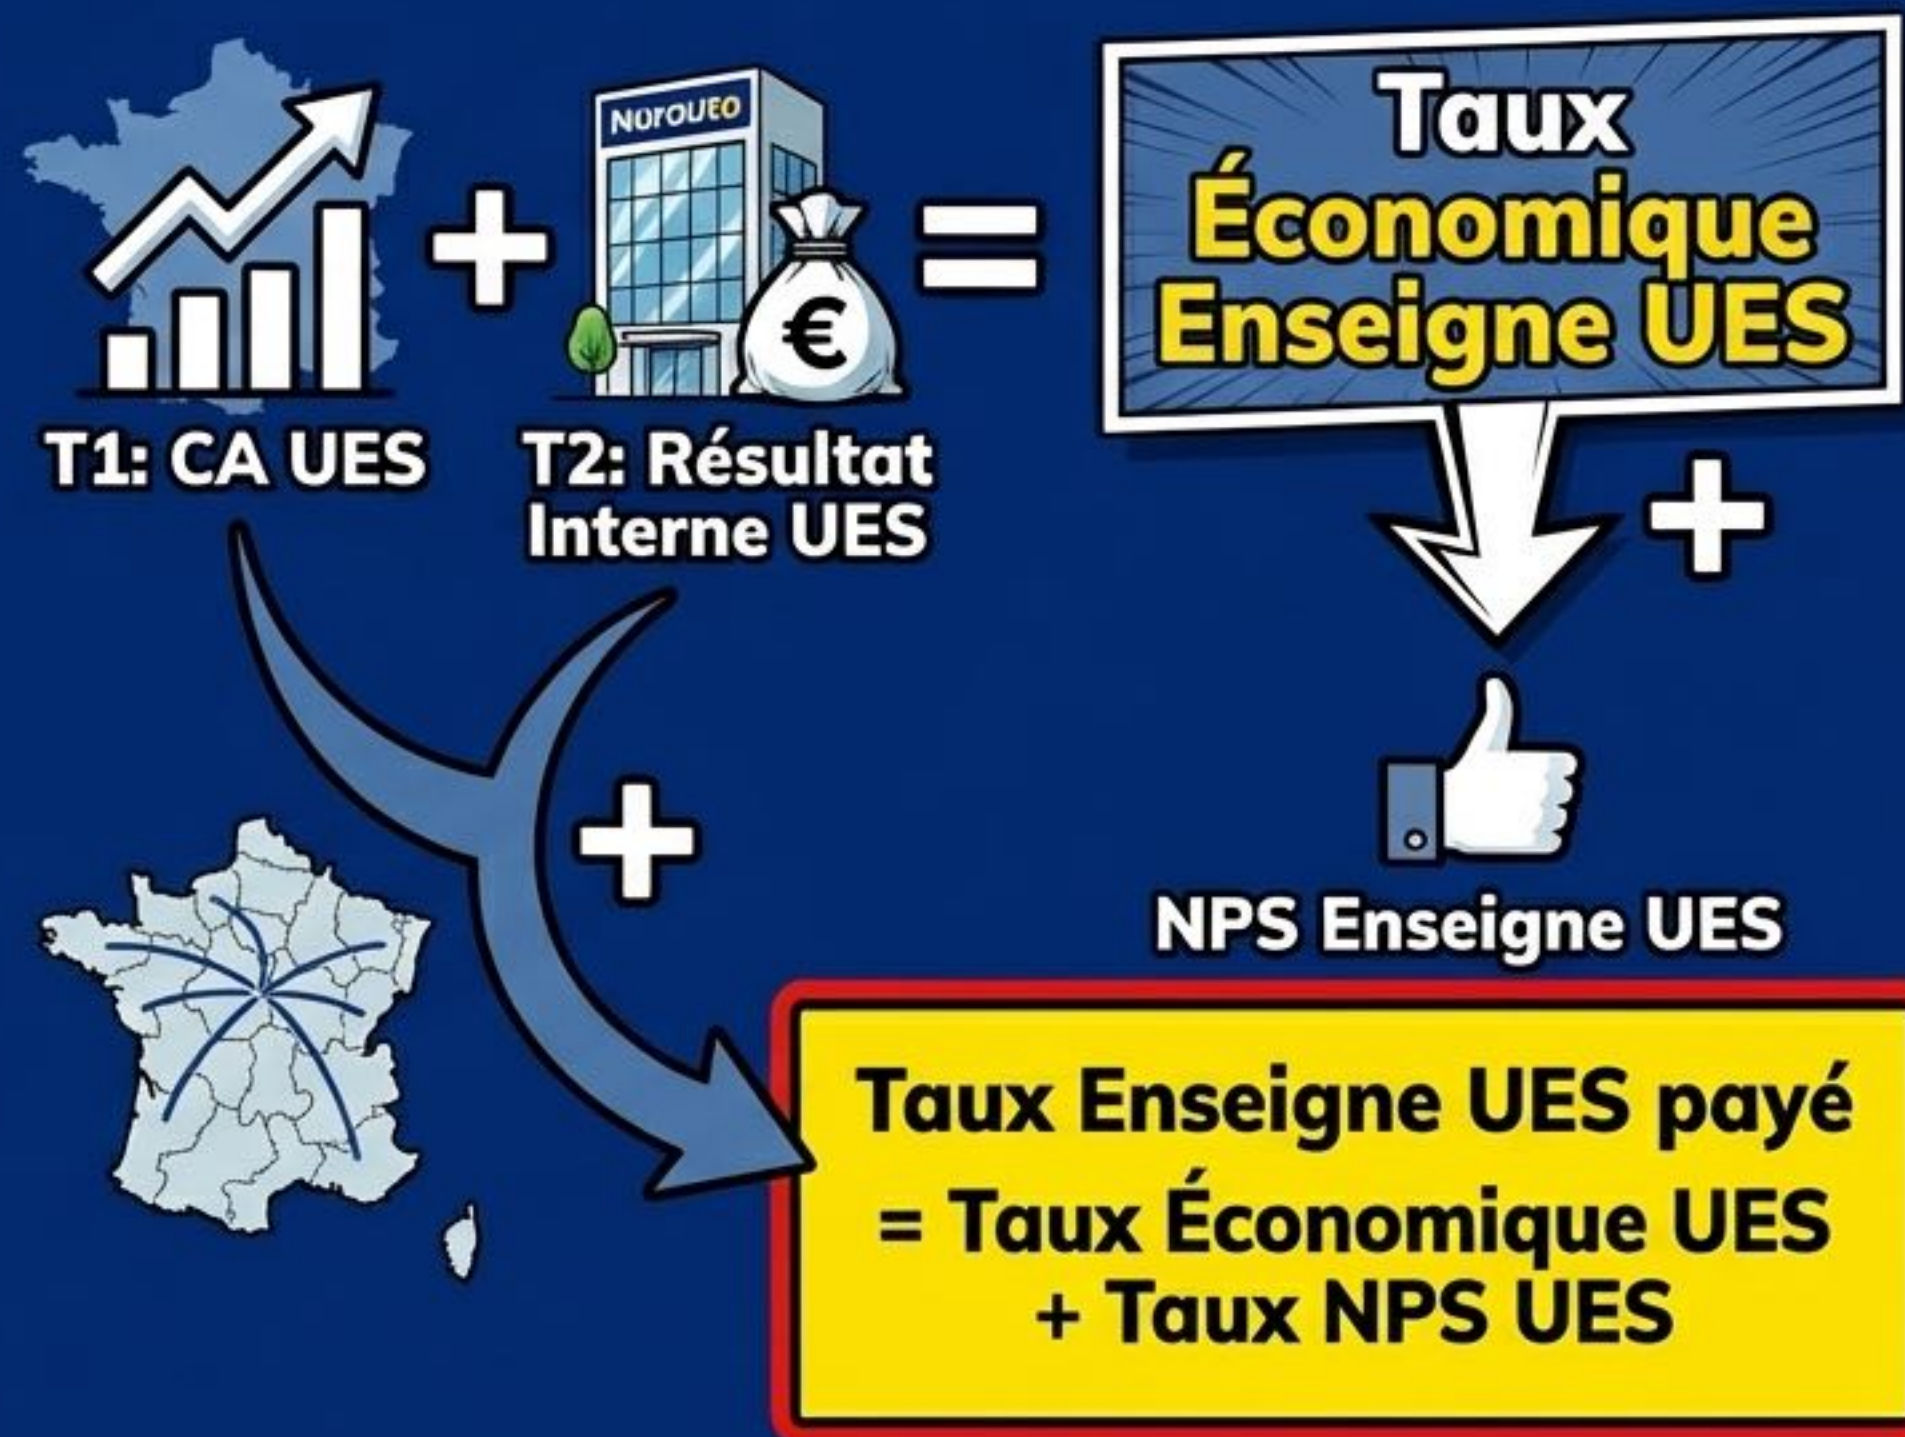 NOrOUTO
Taux
Économique
Enseigne UES
€
T1: CA UES
T2: Résultat
Interne UES
NPS Enseigne UES
Taux Enseigne UES payé
= Taux Économique UES
+ Taux NPS UES